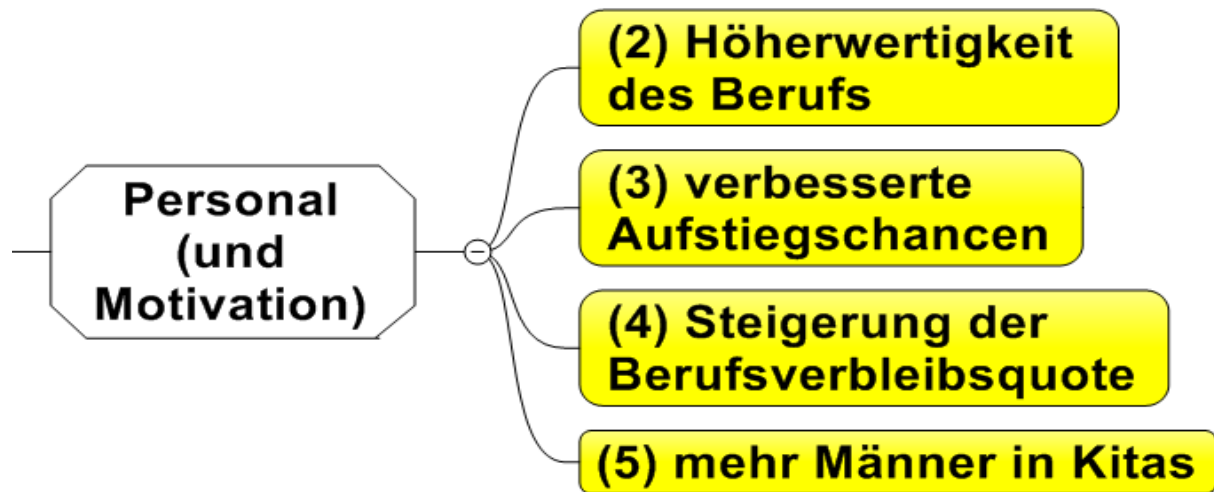 Personal
(und
Motivation)
(2) Höherwertigkeit
des Berufs
(3) verbesserte
Aufstiegschancen
(4) Steigerung der
Berufsverbleibsquote
(5) mehr Männer in Kitas